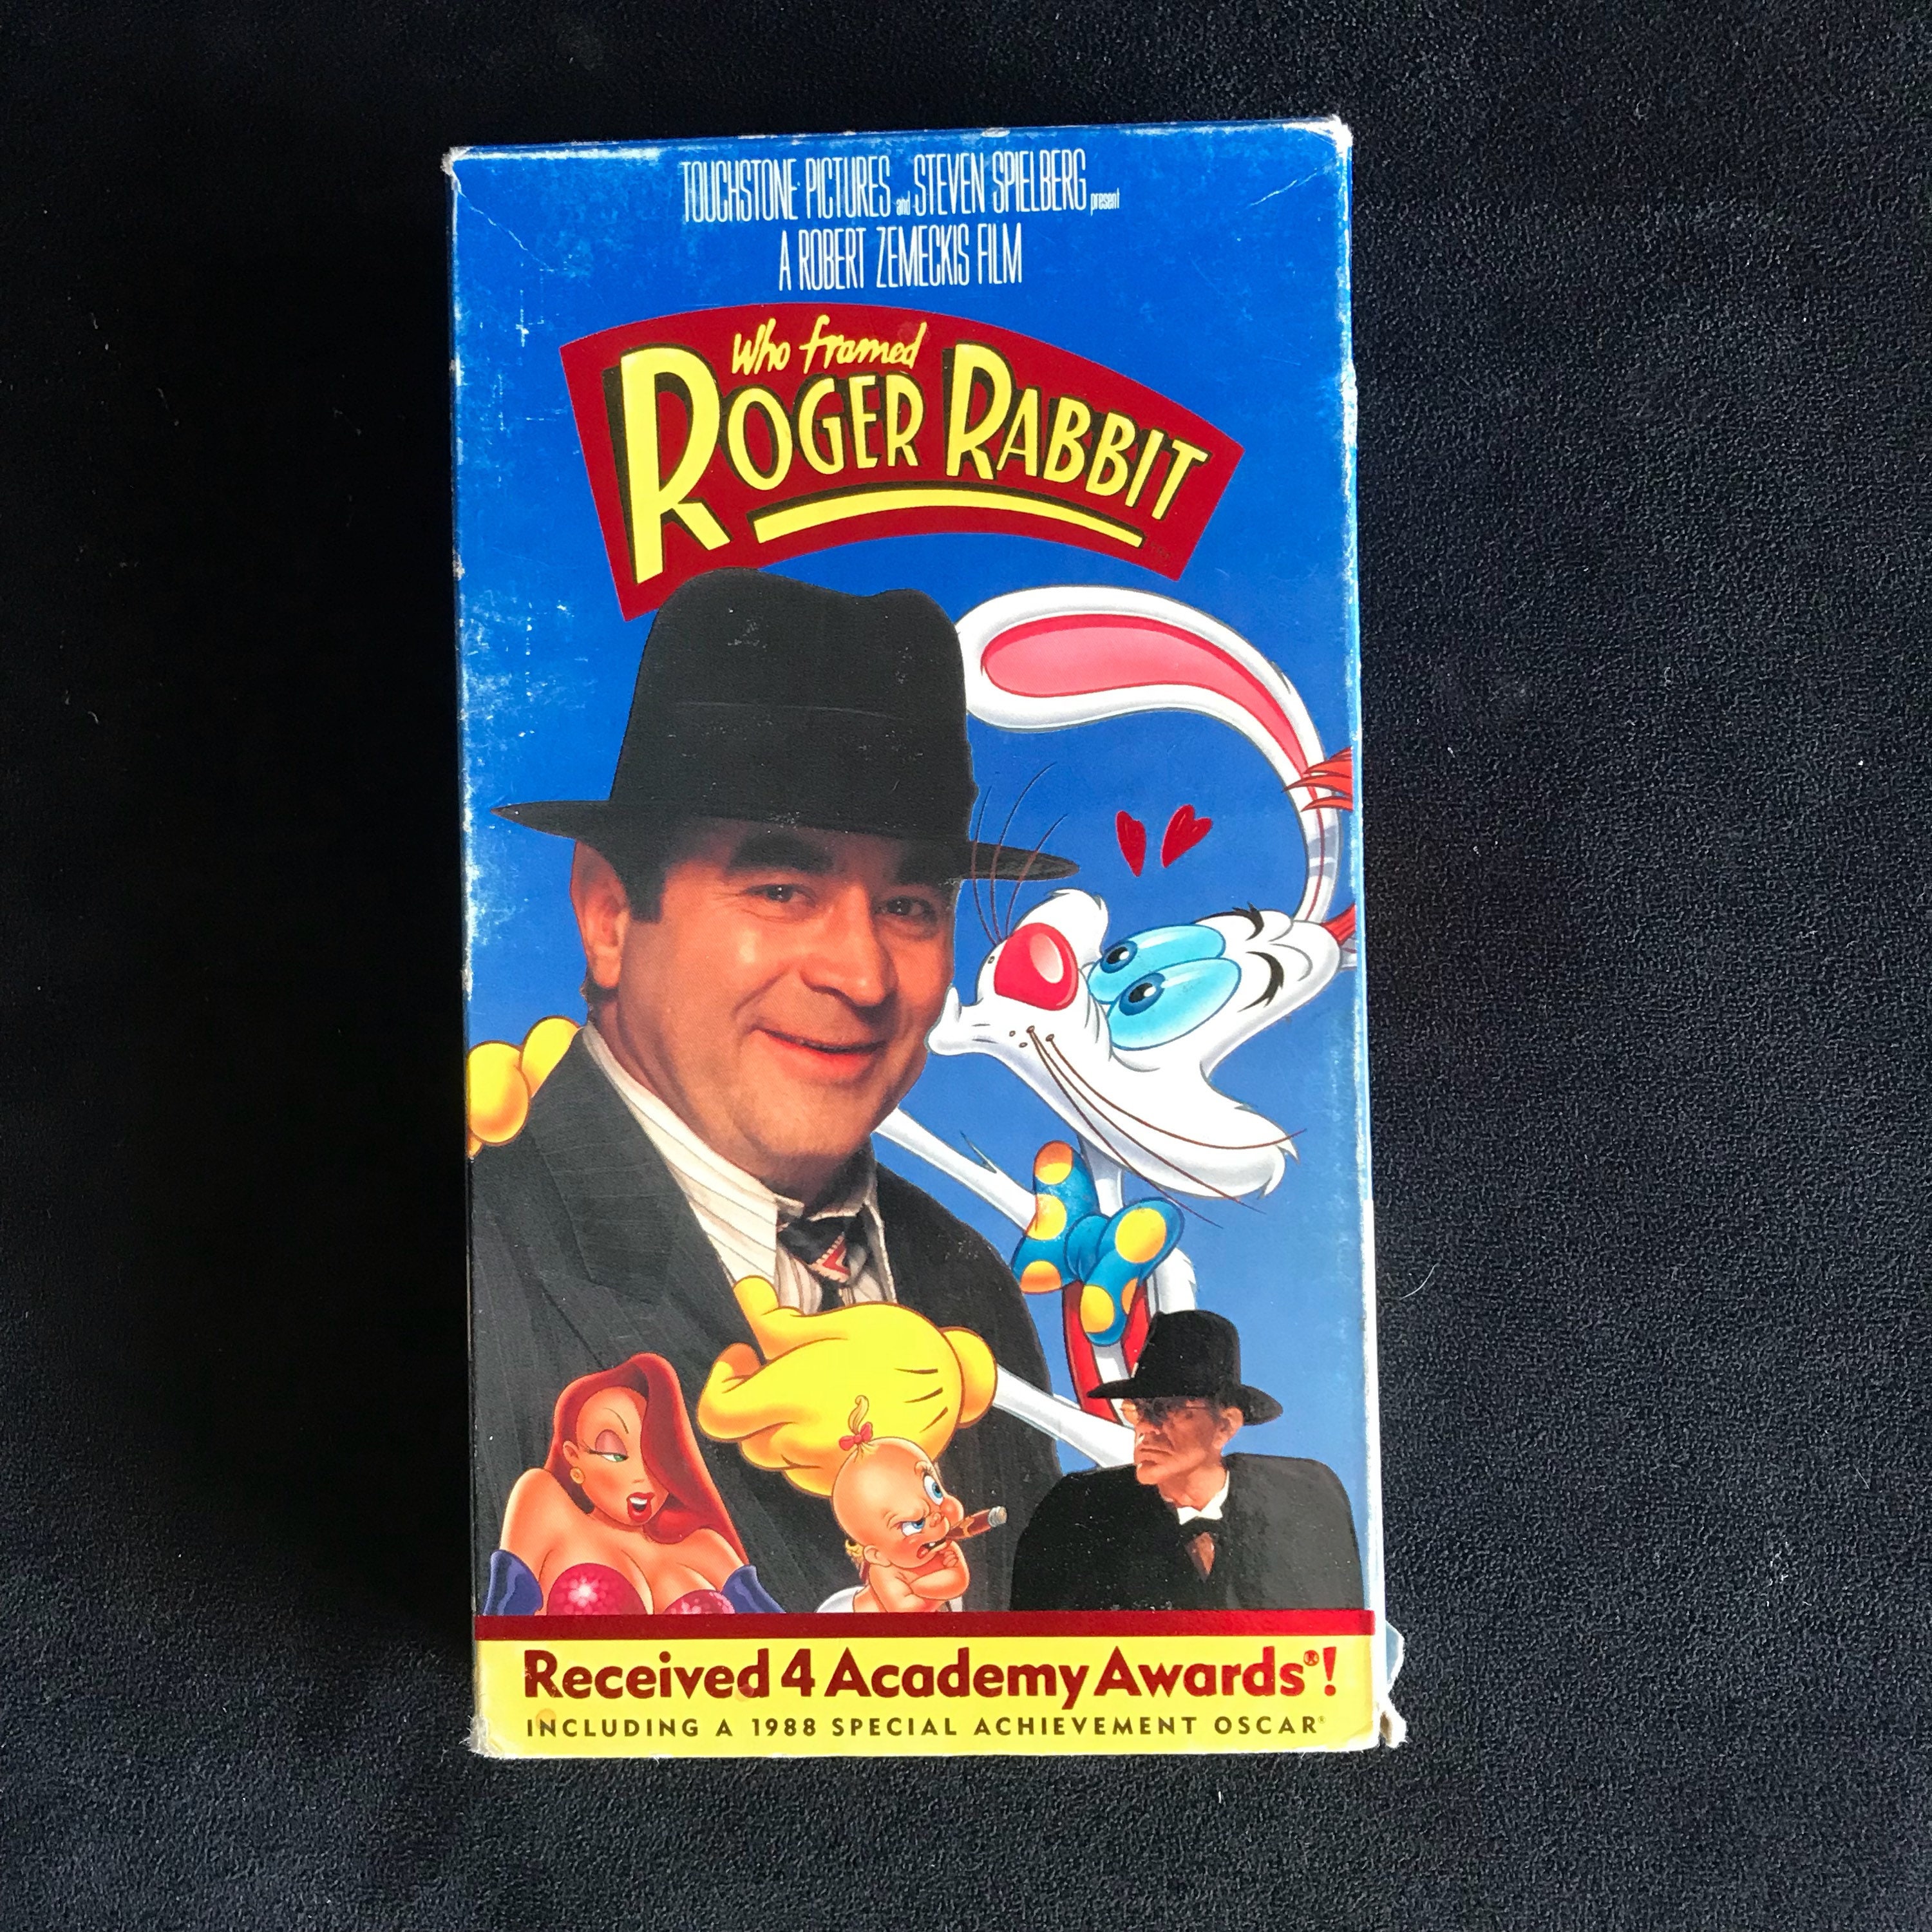 TOUCHSTONE PICTURES and STEVEN SPIELBERG present
A ROBERT ZEMECKIS FILM
Who framed
ROGER RABBIT
Received 4 Academy Awards®!
INCLUDING A 1988 SPECIAL ACHIEVEMENT OSCAR®